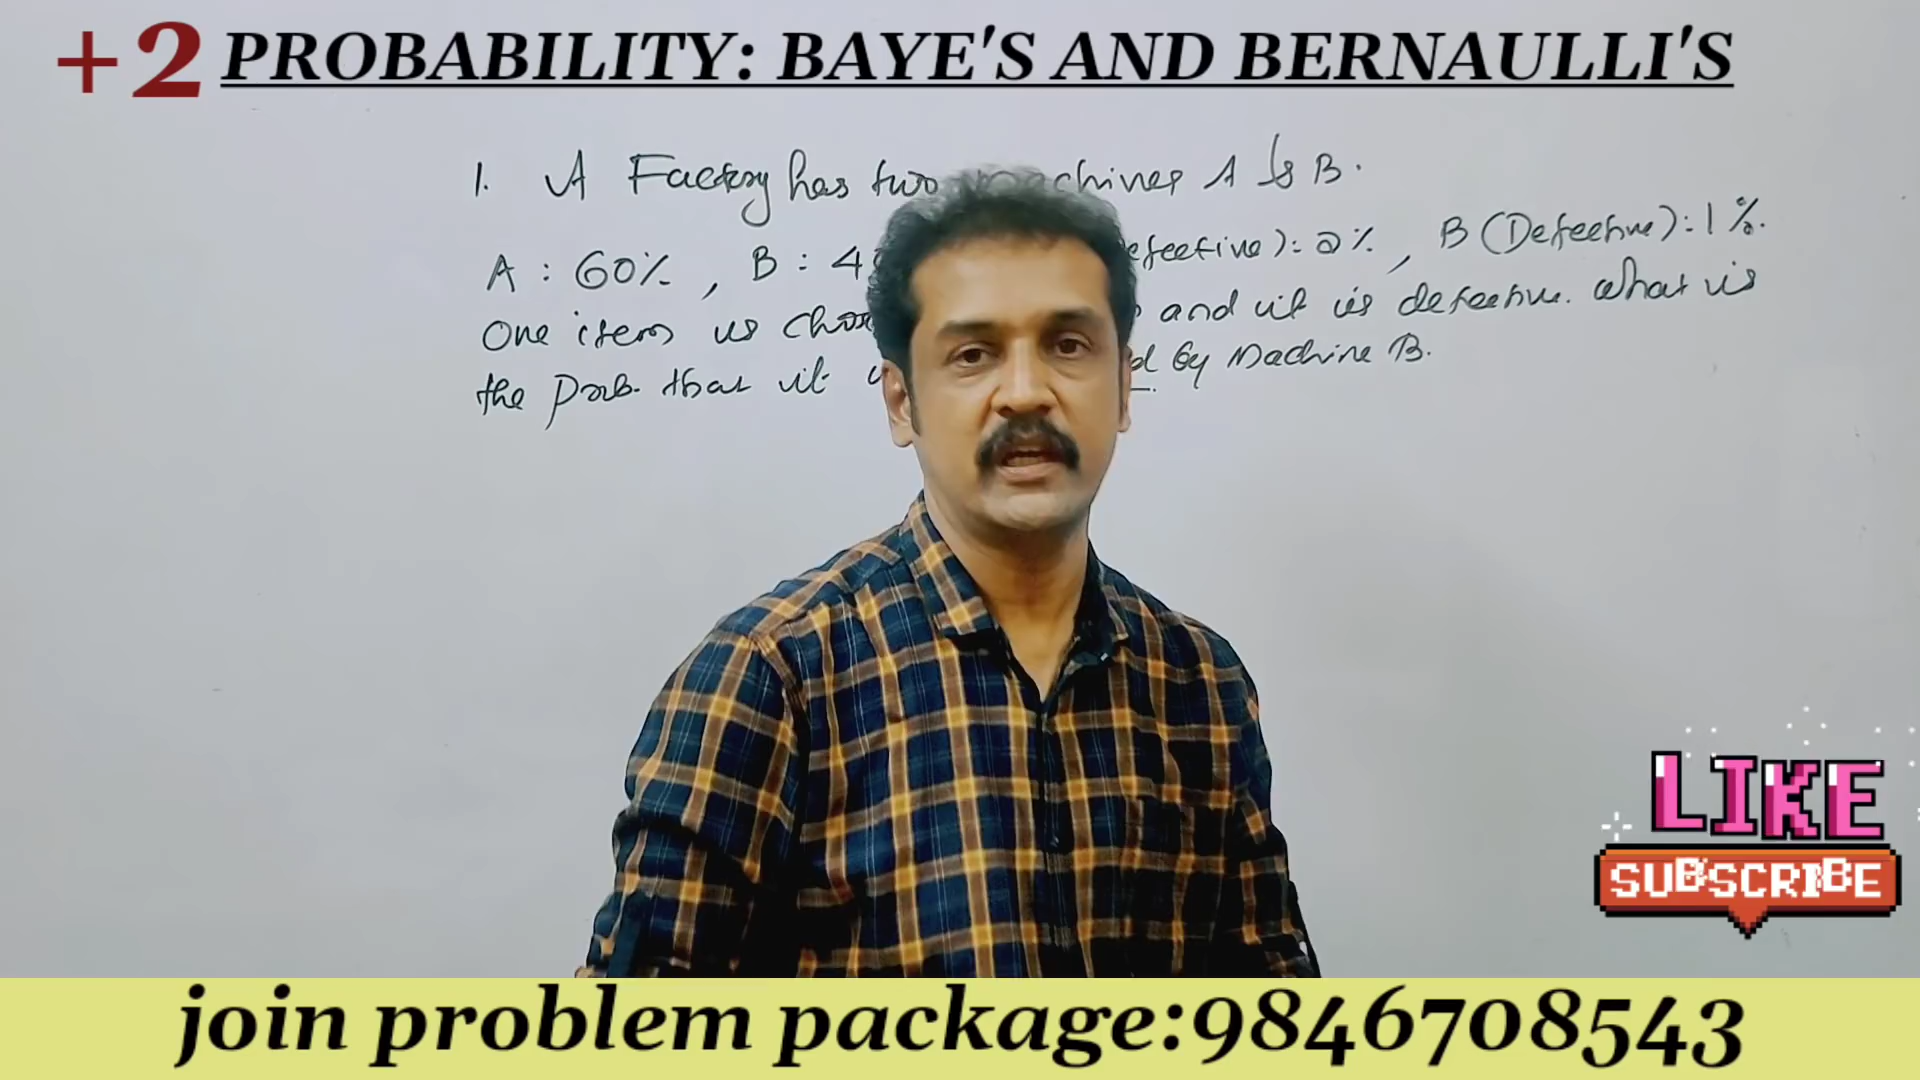 +2 PROBABILITY: BAYE'S AND BERNAULLI'S
1. A Factory has two machines A & B.
A : 60% , B : 4 efective): 2% , B (Defective): 1%.
One item is and it is defective. What is
the Prob. that it by Machine B.
LIKE
SUBSCRIBE
join problem package:9846708543